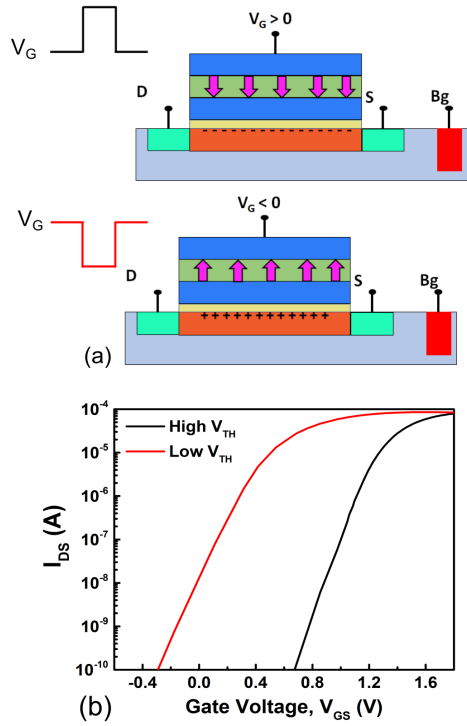 V_G > 0
V_G
D
S
Bg
- - - - - - - - - - - - - - -
V_G < 0
V_G
D
S
Bg
+ + + + + + + + + + + +
(a)
10⁻⁴
High V_TH
Low V_TH
10⁻⁵
10⁻⁶
10⁻⁷
10⁻⁸
10⁻⁹
10⁻¹⁰
I_DS (A)
-0.4 0.0 0.4 0.8 1.2 1.6
Gate Voltage, V_GS (V)
(b)